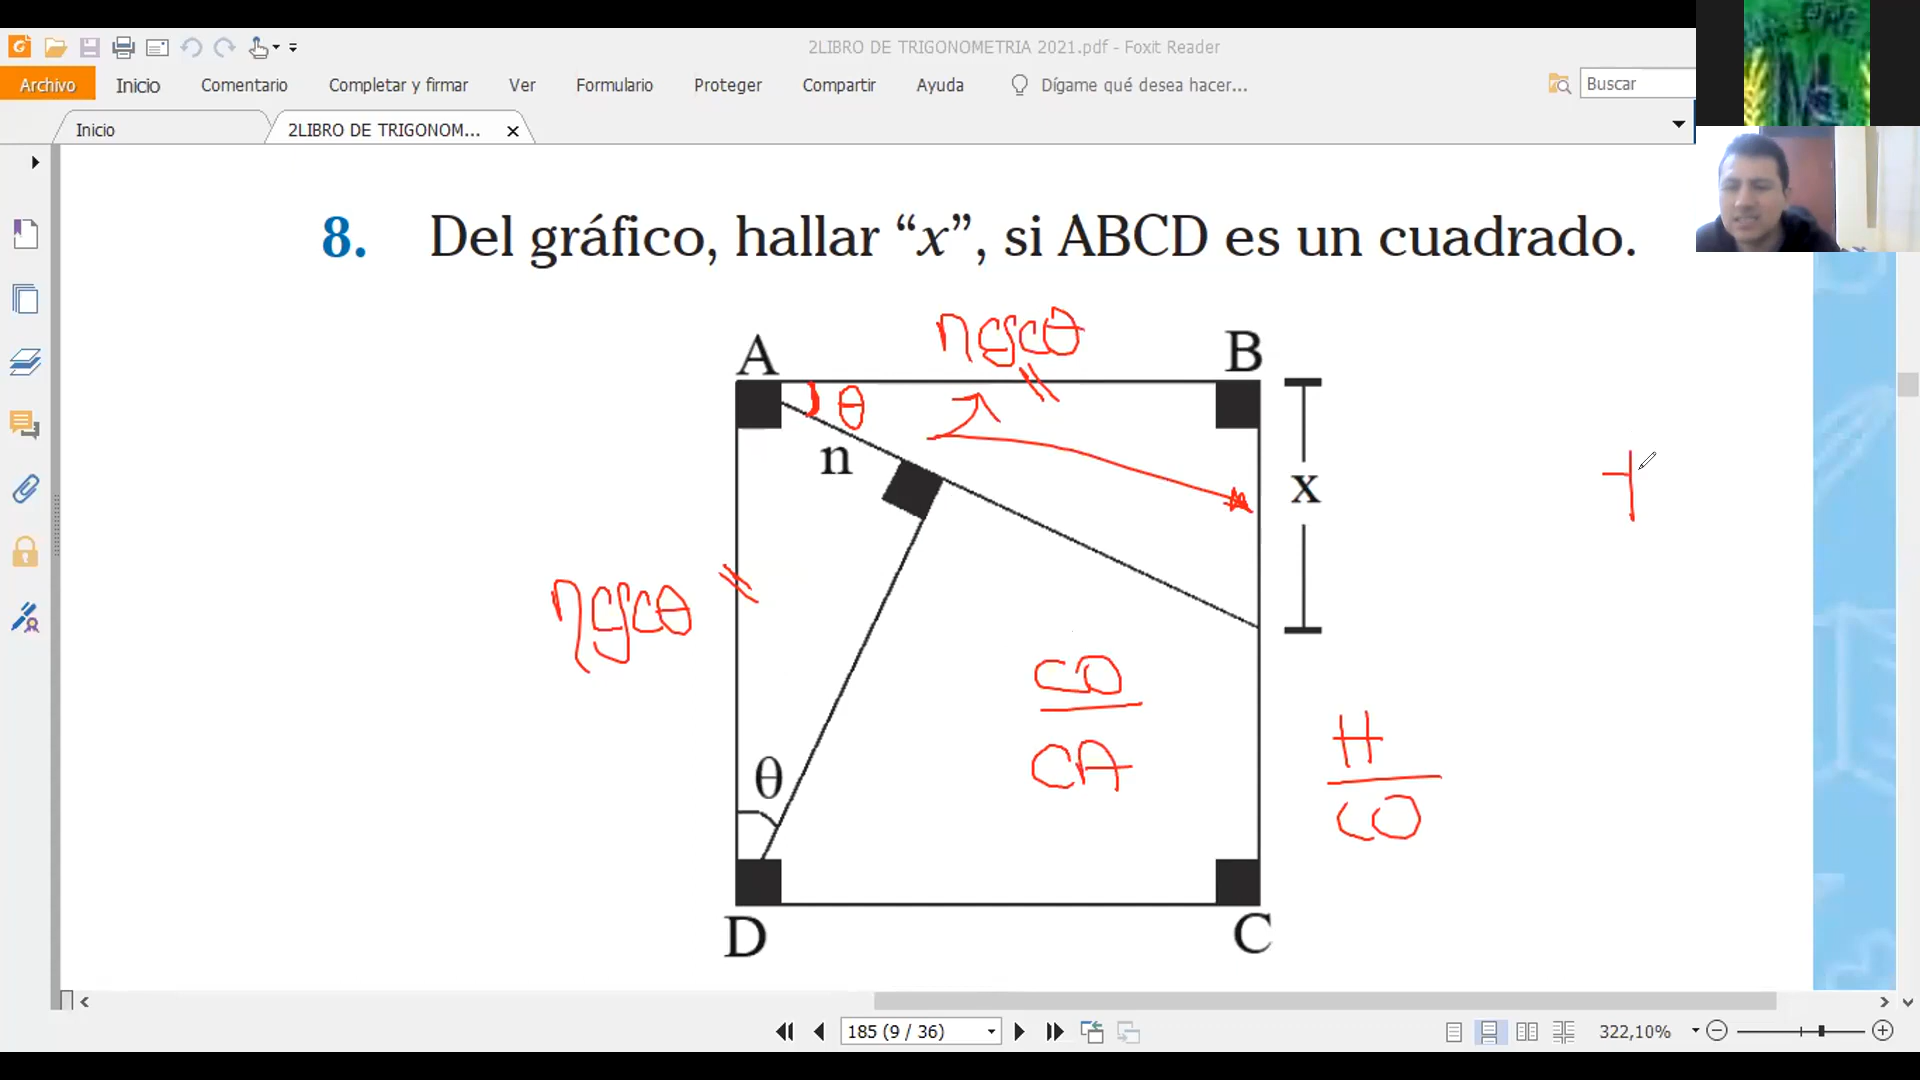 2LIBRO DE TRIGONOMETRIA 2021.pdf - Foxit Reader
Archivo Inicio Comentario Completar y firmar Ver Formulario Proteger Compartir Ayuda Dígame qué desea hacer... Buscar
Inicio 2LIBRO DE TRIGONOM...
8. Del gráfico, hallar “x”, si ABCD es un cuadrado.
ncscθ
A B
θ
n
x
ncscθ
CO
CA
H
CO
θ
D C
185 (9 / 36) 322,10%